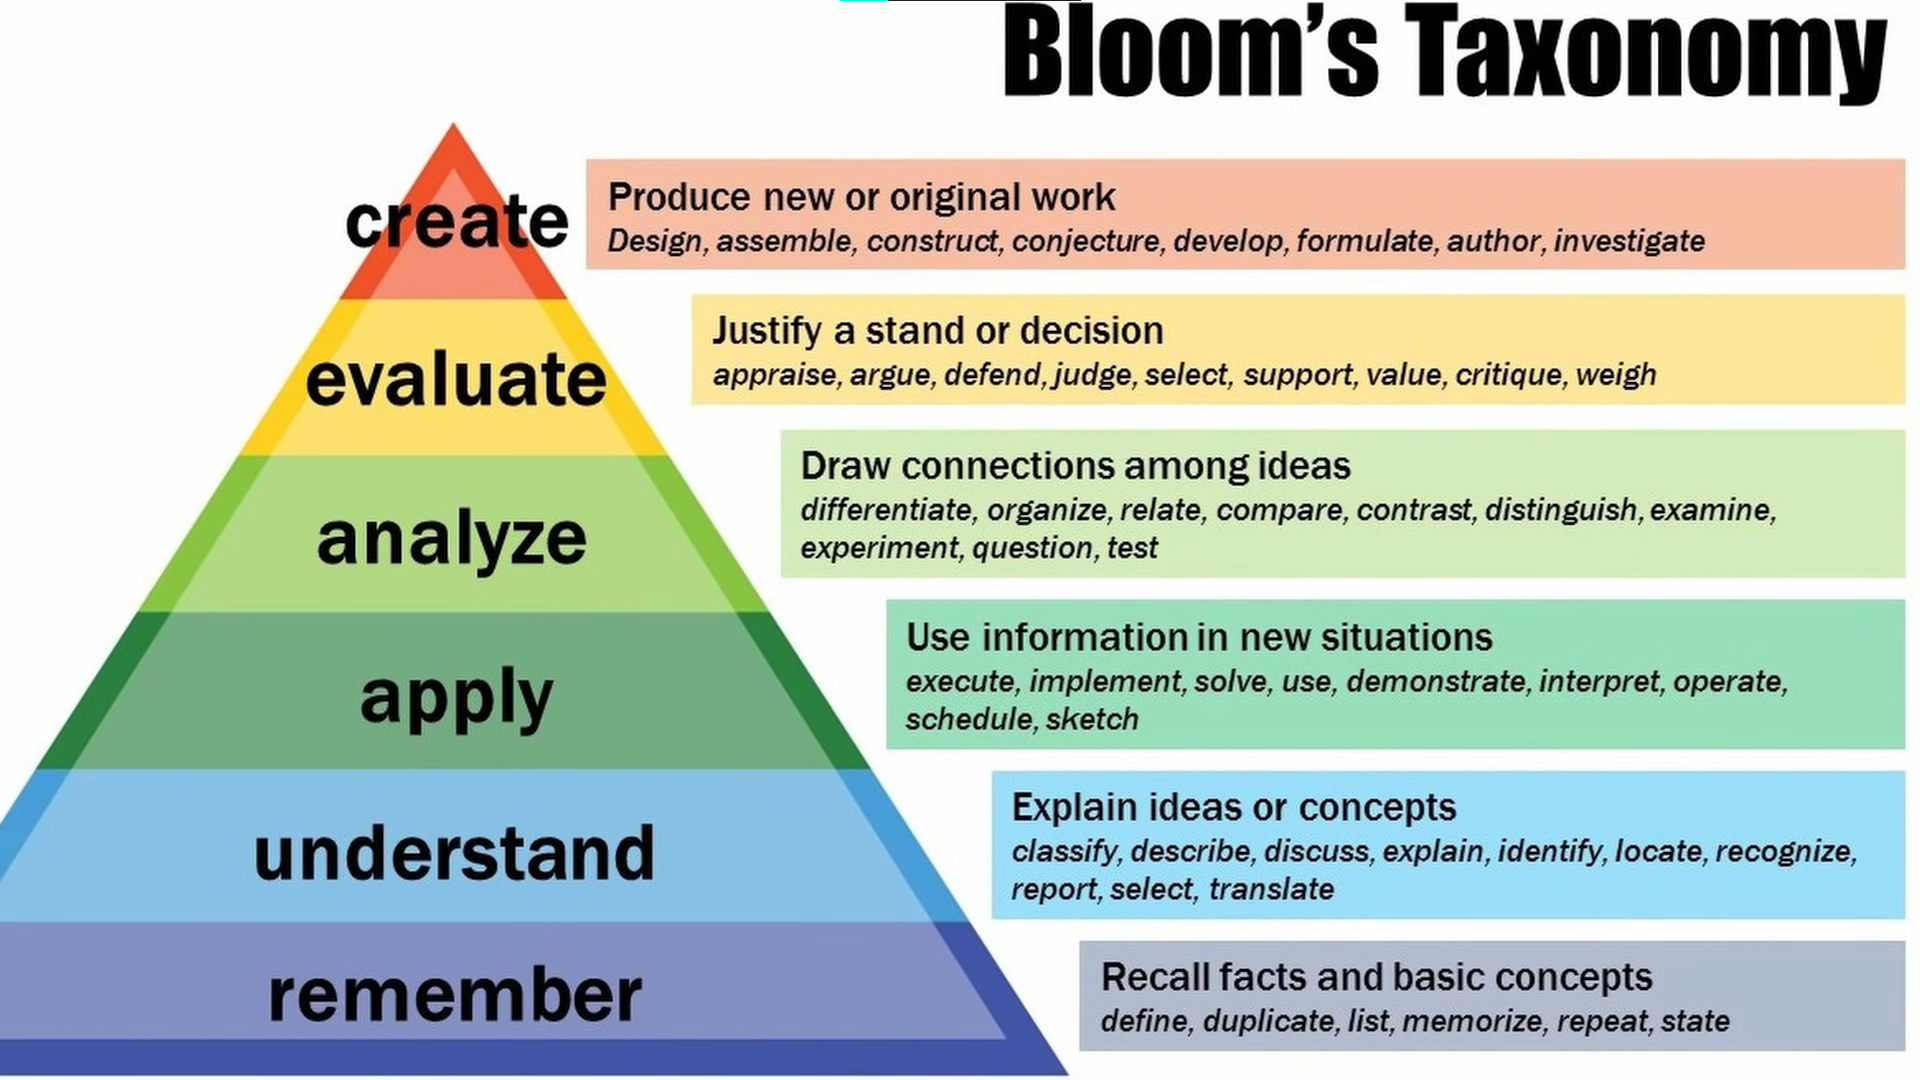 Bloom's Taxonomy
create
Produce new or original work
Design, assemble, construct, conjecture, develop, formulate, author, investigate
evaluate
Justify a stand or decision
appraise, argue, defend, judge, select, support, value, critique, weigh
analyze
Draw connections among ideas
differentiate, organize, relate, compare, contrast, distinguish, examine,
experiment, question, test
apply
Use information in new situations
execute, implement, solve, use, demonstrate, interpret, operate,
schedule, sketch
understand
Explain ideas or concepts
classify, describe, discuss, explain, identify, locate, recognize,
report, select, translate
remember
Recall facts and basic concepts
define, duplicate, list, memorize, repeat, state